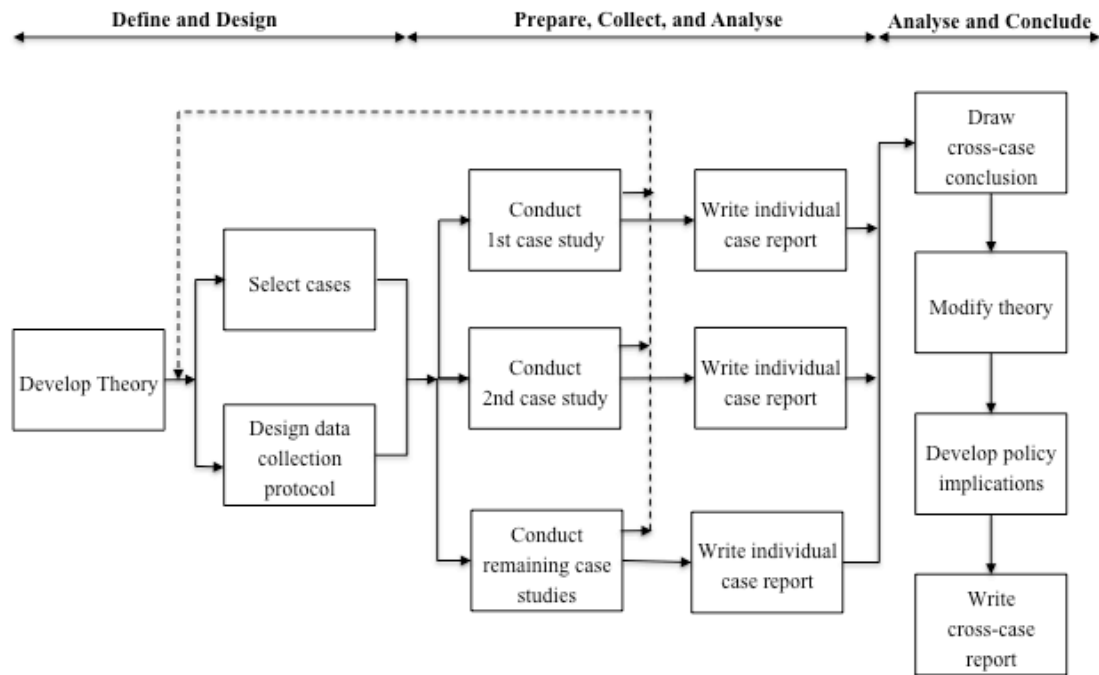 Define and Design
Prepare, Collect, and Analyse
Analyse and Conclude
Develop Theory
Select cases
Design data
collection
protocol
Conduct
1st case study
Write individual
case report
Conduct
2nd case study
Write individual
case report
Conduct
remaining case
studies
Write individual
case report
Draw
cross-case
conclusion
Modify theory
Develop policy
implications
Write
cross-case
report